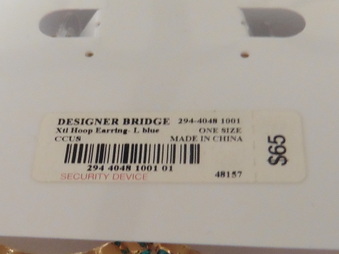 DESIGNER BRIDGE 294-4048 1001
Xtl Hoop Earring- L blue ONE SIZE
CCUS MADE IN CHINA
294 4048 1001 01
SECURITY DEVICE 48157
$65